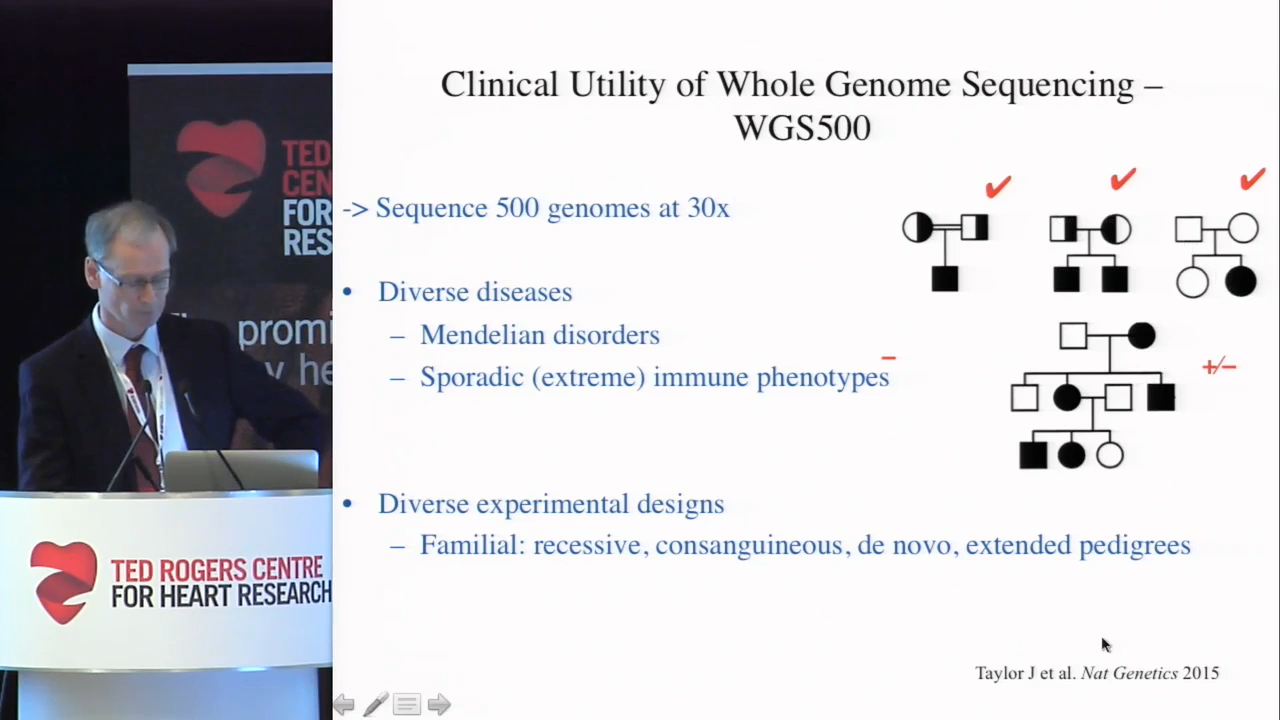 Clinical Utility of Whole Genome Sequencing –
WGS500
-> Sequence 500 genomes at 30x
• Diverse diseases
– Mendelian disorders
– Sporadic (extreme) immune phenotypes
–
+/–
• Diverse experimental designs
– Familial: recessive, consanguineous, de novo, extended pedigrees
Taylor J et al. Nat Genetics 2015
TED
CEN
FOR
RES
promi
y he
TED ROGERS CENTRE
FOR HEART RESEARCH